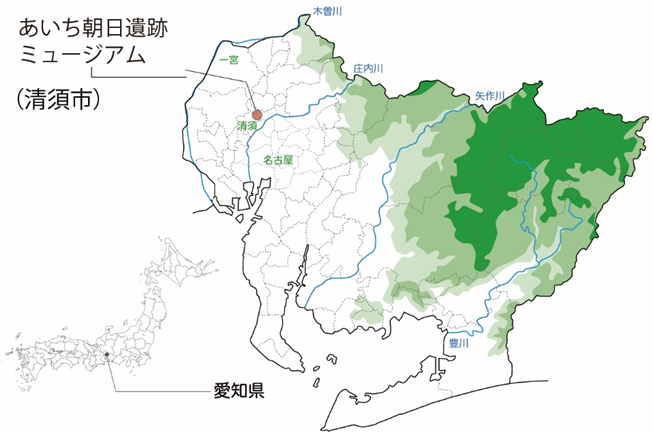 あいち朝日遺跡
ミュージアム
（清須市）
木曽川
一宮
庄内川
矢作川
清須
名古屋
豊川
愛知県